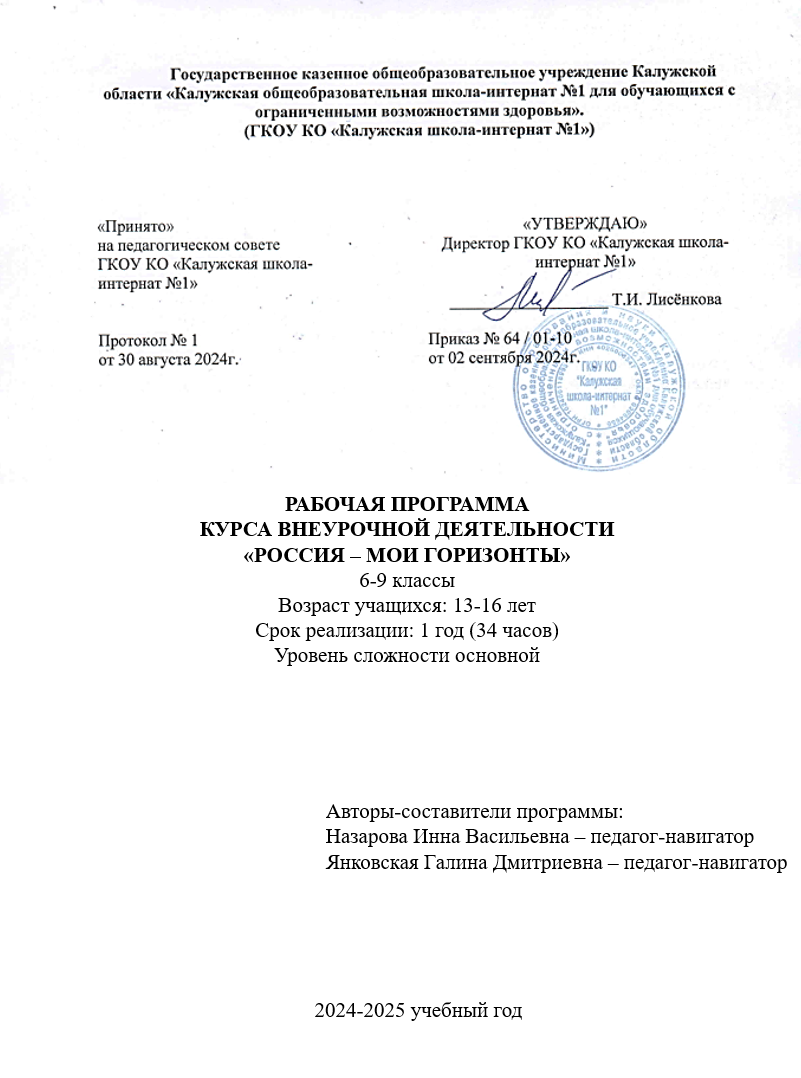 Государственное казенное общеобразовательное учреждение Калужской
области «Калужская общеобразовательная школа-интернат №1 для обучающихся с
ограниченными возможностями здоровья».
(ГКОУ КО «Калужская школа-интернат №1»)
«Принято»
на педагогическом совете
ГКОУ КО «Калужская школа-
интернат №1»
Протокол № 1
от 30 августа 2024г.
«УТВЕРЖДАЮ»
Директор ГКОУ КО «Калужская школа-
интернат №1»
Т.И. Лисёнкова
Приказ № 64 / 01-10
от 02 сентября 2024г.
ГКОУ КО
"Калужская
школа-интернат
№1"
РАБОЧАЯ ПРОГРАММА
КУРСА ВНЕУРОЧНОЙ ДЕЯТЕЛЬНОСТИ
«РОССИЯ – МОИ ГОРИЗОНТЫ»
6-9 классы
Возраст учащихся: 13-16 лет
Срок реализации: 1 год (34 часов)
Уровень сложности основной
Авторы-составители программы:
Назарова Инна Васильевна – педагог-навигатор
Янковская Галина Дмитриевна – педагог-навигатор
2024-2025 учебный год